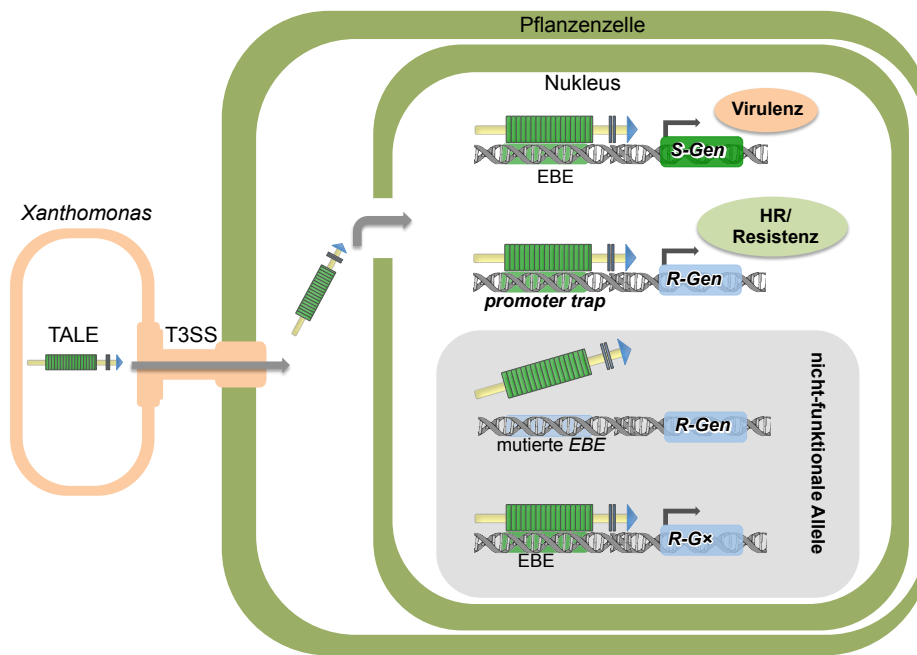 Pflanzenzelle
Nukleus
Virulenz
S-Gen
EBE
Xanthomonas
HR/
Resistenz
R-Gen
promoter trap
TALE
T3SS
R-Gen
mutierte EBE
nicht-funktionale Allele
R-G×
EBE